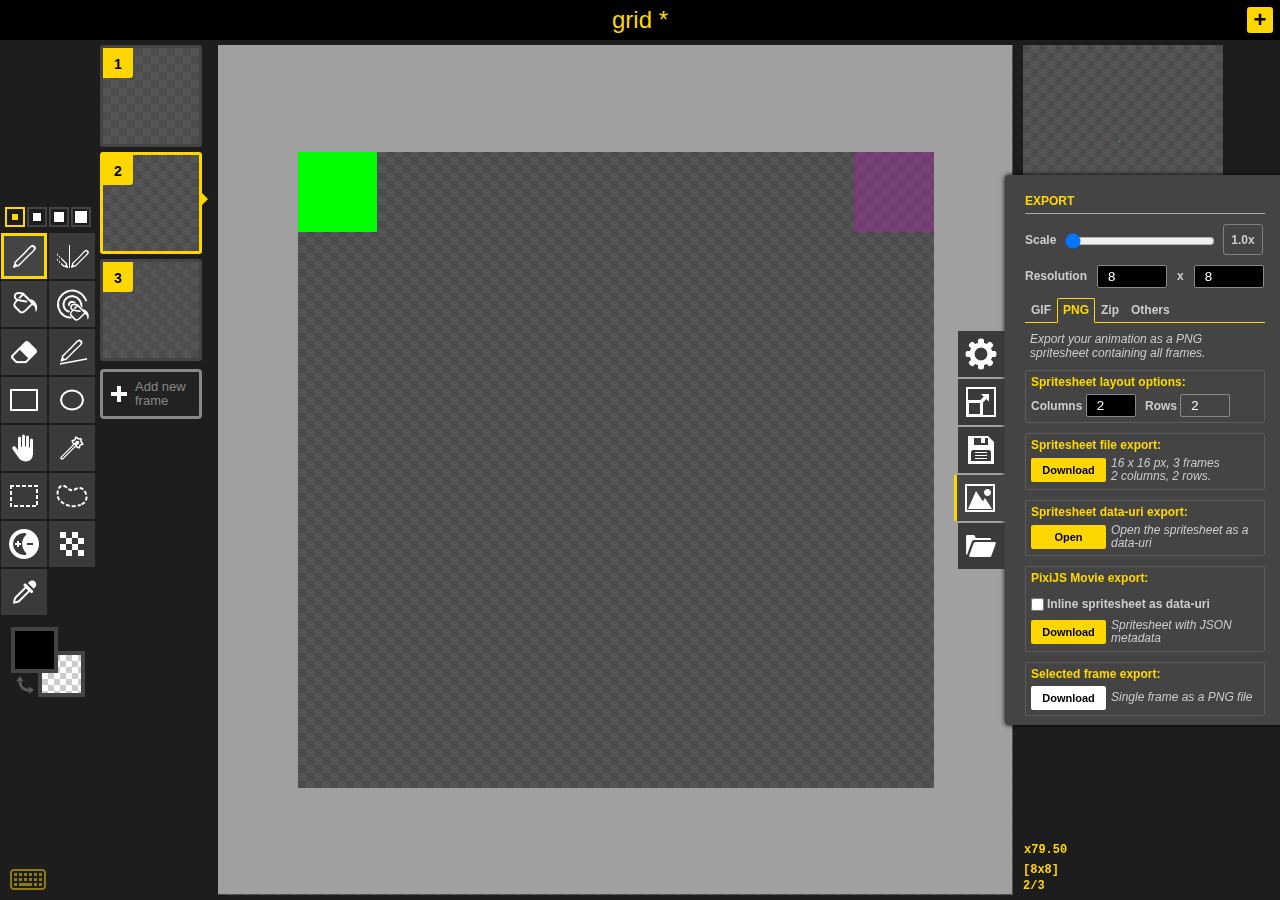 grid *
+
1
2
3
Add new
frame
EXPORT
Scale 1.0x
Resolution 8 x 8
GIF PNG Zip Others
Export your animation as a PNG
spritesheet containing all frames.
Spritesheet layout options:
Columns 2 Rows 2
Spritesheet file export:
Download 16 x 16 px, 3 frames
2 columns, 2 rows.
Spritesheet data-uri export:
Open Open the spritesheet as a
data-uri
PixiJS Movie export:
Inline spritesheet as data-uri
Download Spritesheet with JSON
metadata
Selected frame export:
Download Single frame as a PNG file
x79.50
[8x8]
2/3